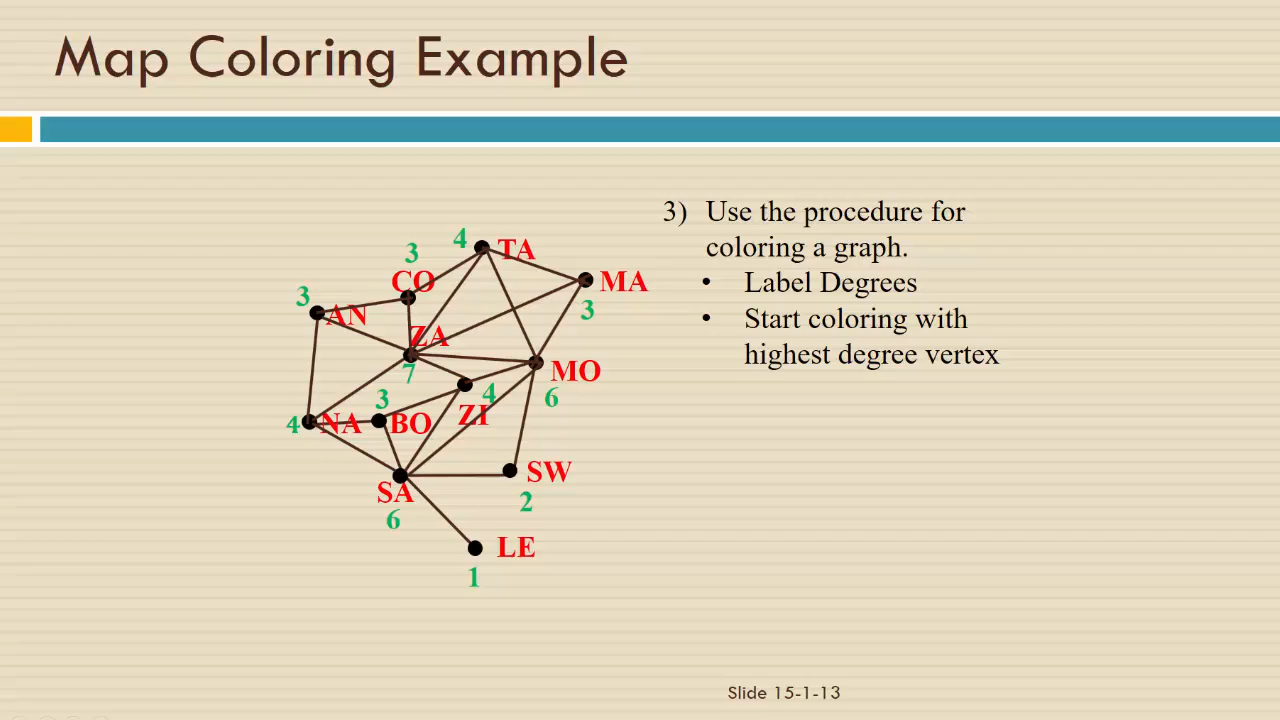 Map Coloring Example
3) Use the procedure for
coloring a graph.
• Label Degrees
• Start coloring with
highest degree vertex
4 TA
3
CO
MA
3
3
AN
ZA
7
MO
6
3
4
4 NA
BO
ZI
SA
6
SW
2
LE
1
Slide 15-1-13